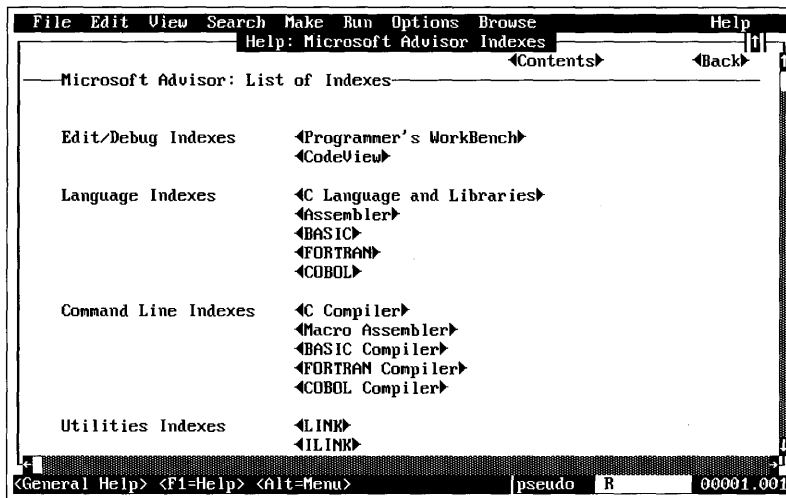 File Edit View Search Make Run Options Browse Help
Help: Microsoft Advisor Indexes
◄Contents► ◄Back►
Microsoft Advisor: List of Indexes
Edit/Debug Indexes ◄Programmer's WorkBench►
◄CodeView►
Language Indexes ◄C Language and Libraries►
◄Assembler►
◄BASIC►
◄FORTRAN►
◄COBOL►
Command Line Indexes ◄C Compiler►
◄Macro Assembler►
◄BASIC Compiler►
◄FORTRAN Compiler►
◄COBOL Compiler►
Utilities Indexes ◄LINK►
◄ILINK►
<General Help> <F1=Help> <Alt=Menu> pseudo R 00001.001